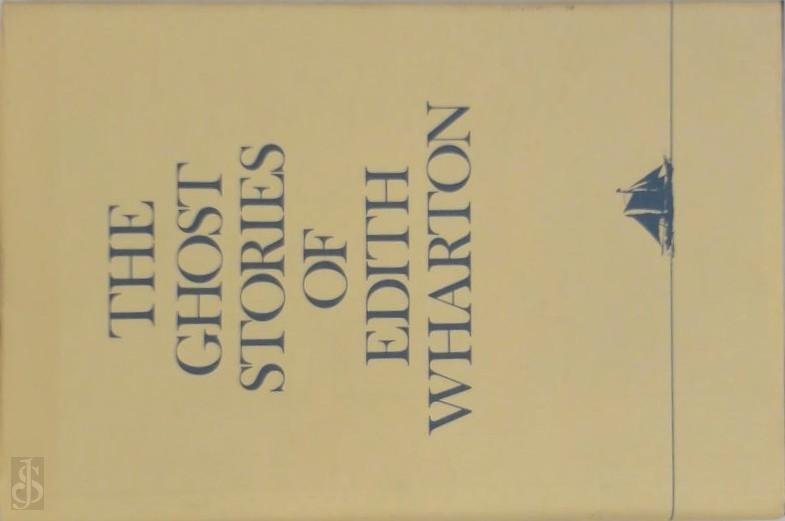 THE
GHOST
STORIES
OF
EDITH
WHARTON